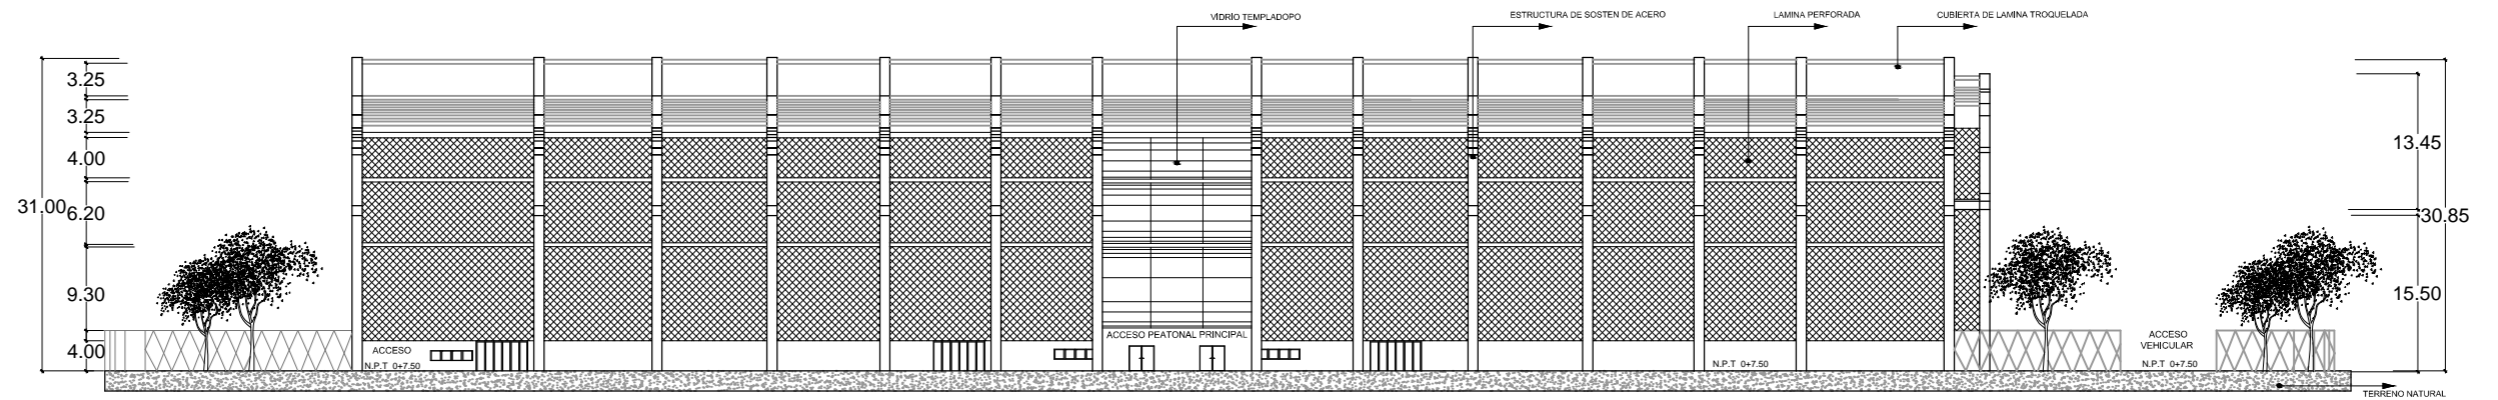 VIDRIO TEMPLADOPO
ESTRUCTURA DE SOSTEN DE ACERO
LAMINA PERFORADA
CUBIERTA DE LAMINA TROQUELADA
3.25
3.25
4.00
31.00
6.20
9.30
4.00
13.45
30.85
15.50
ACCESO
N.P.T 0+7.50
ACCESO PEATONAL PRINCIPAL
N.P.T 0+7.50
ACCESO
VEHICULAR
N.P.T 0+7.50
TERRENO NATURAL